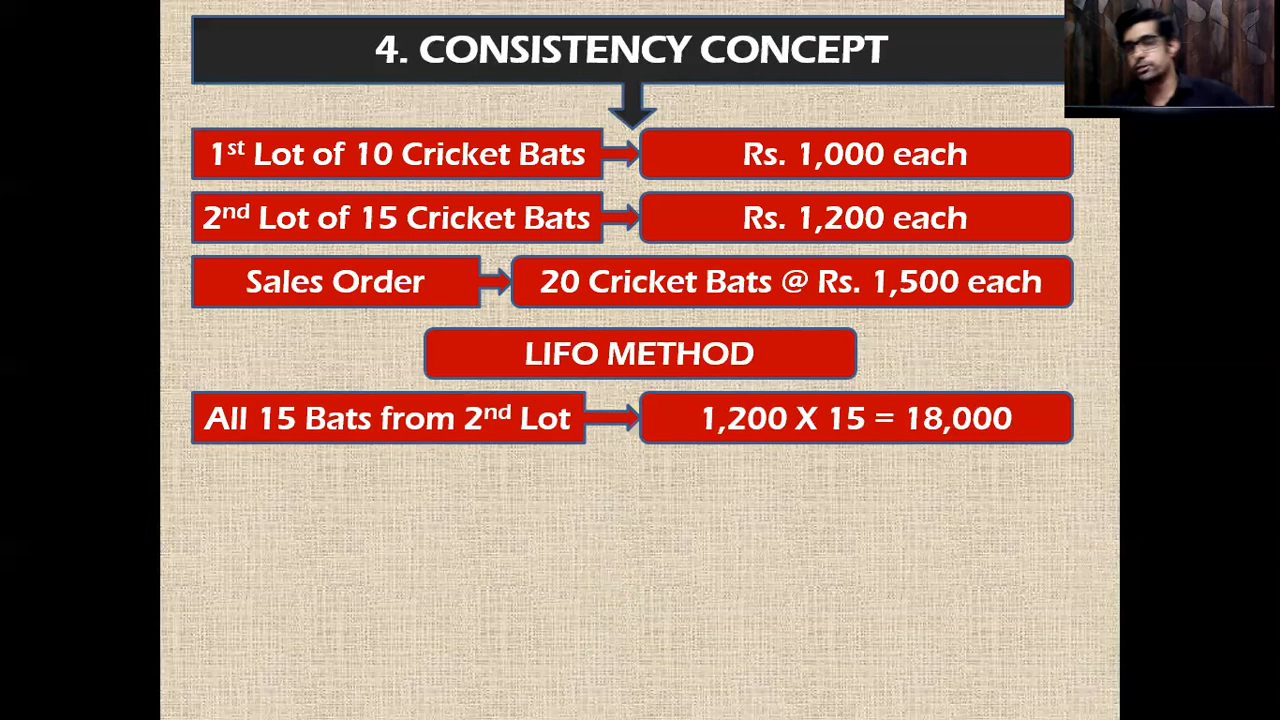 4. CONSISTENCY CONCEPT
1st Lot of 10 Cricket Bats
Rs. 1,000 each
2nd Lot of 15 Cricket Bats
Rs. 1,200 each
Sales Order
20 Cricket Bats @ Rs. 1,500 each
LIFO METHOD
All 15 Bats from 2nd Lot
1,200 X 15 = 18,000